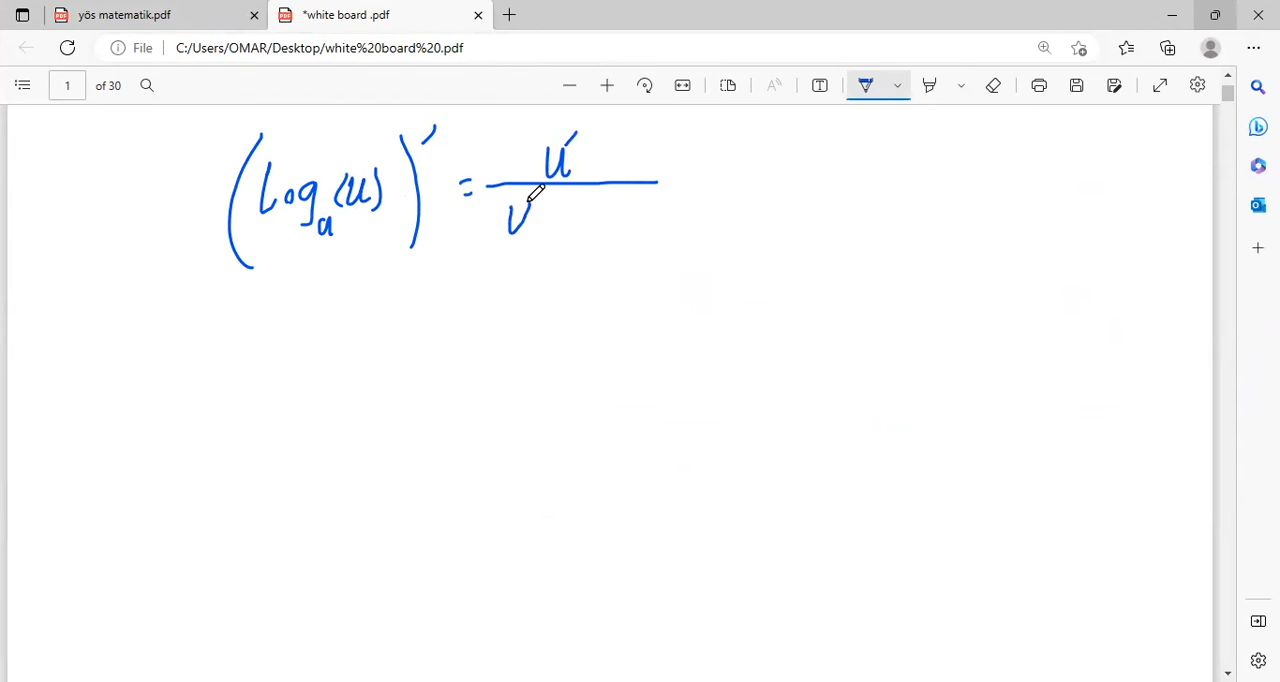 yös matematik.pdf
*white board .pdf
File
C:/Users/OMAR/Desktop/white%20board%20.pdf
1 of 30
(log_a(u))' = u' / u